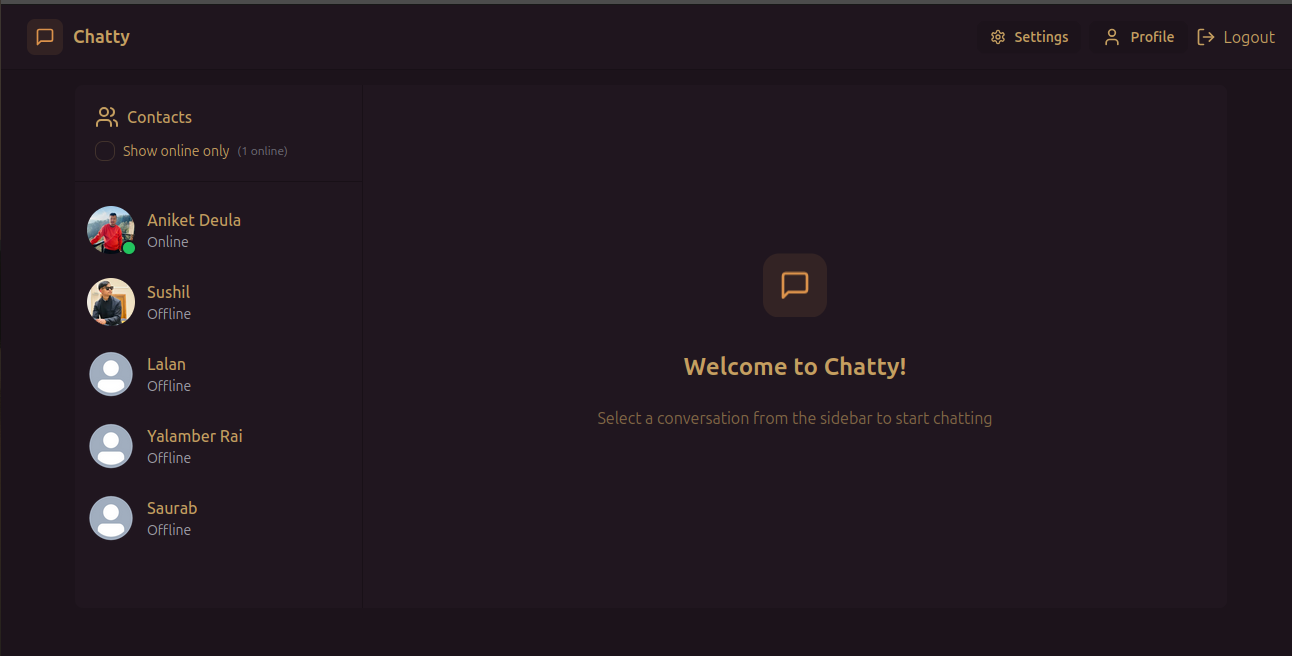 Chatty
Settings
Profile
Logout
Contacts
Show online only (1 online)
Aniket Deula
Online
Sushil
Offline
Lalan
Offline
Yalamber Rai
Offline
Saurab
Offline
Welcome to Chatty!
Select a conversation from the sidebar to start chatting